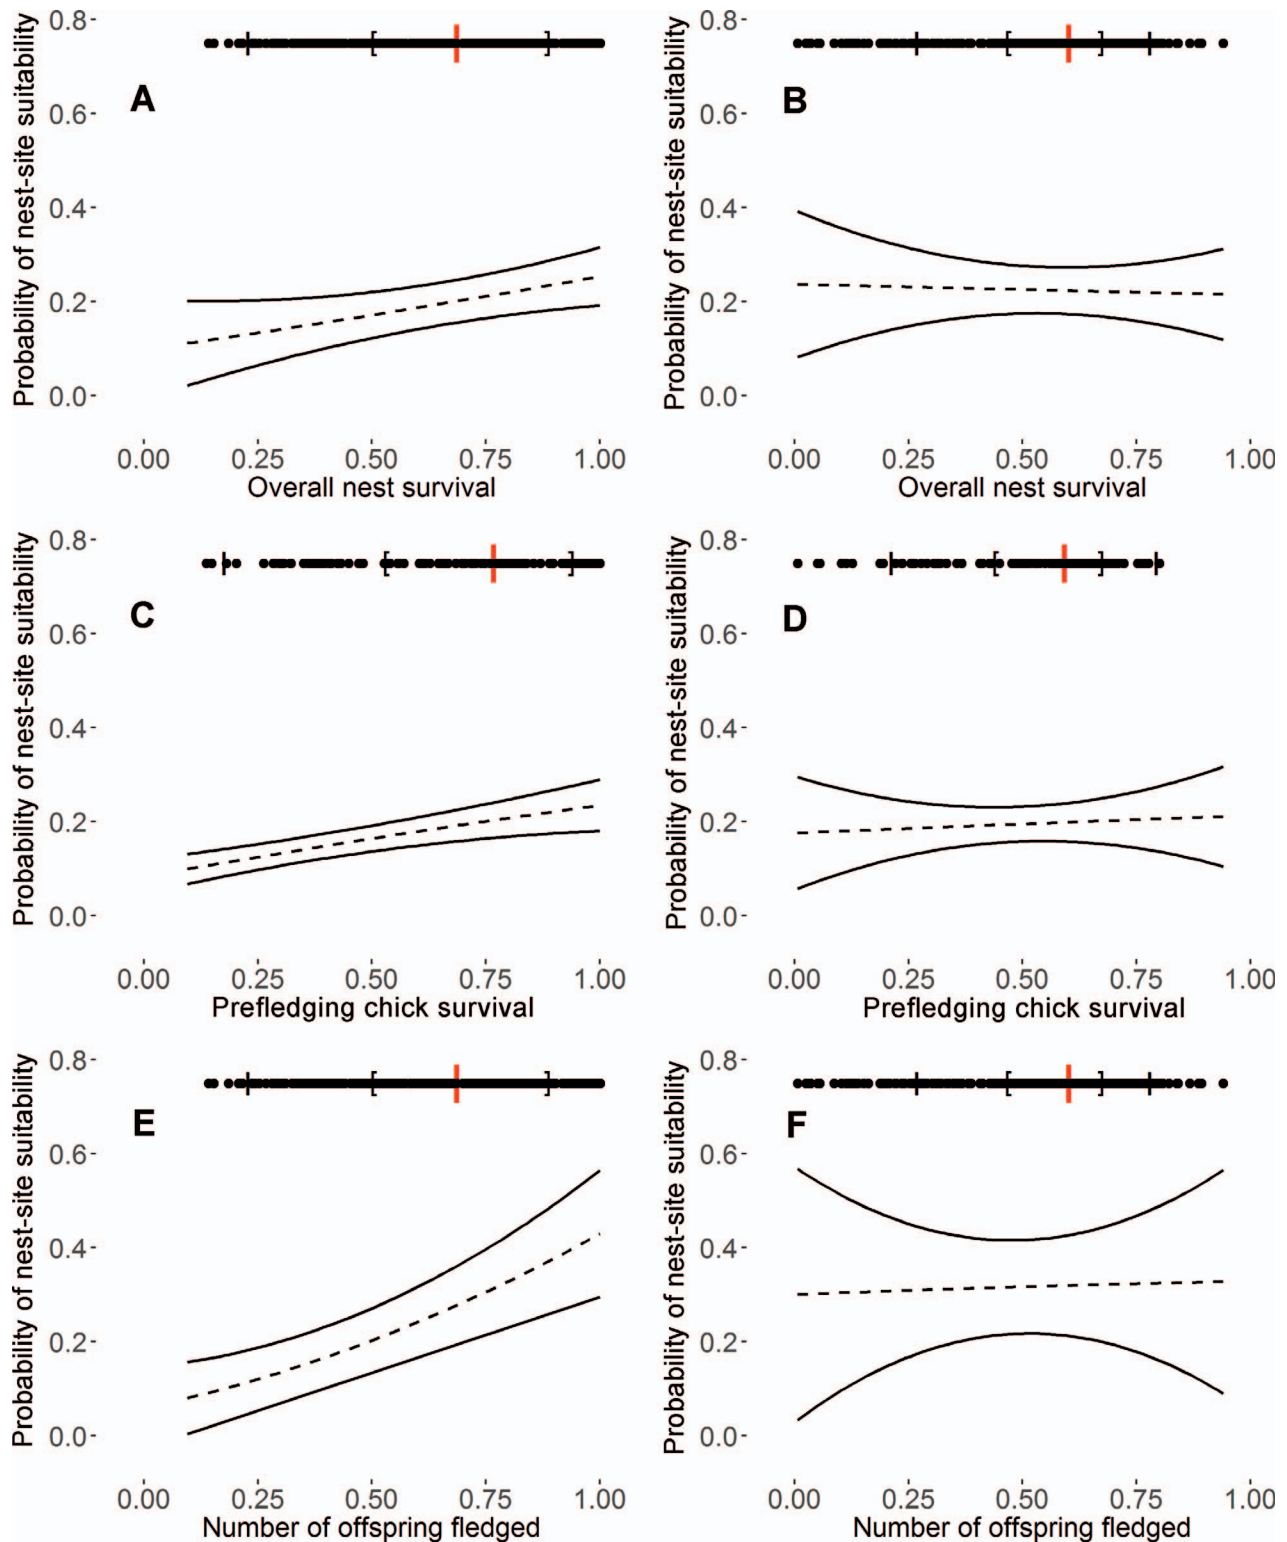 Probability of nest-site suitability
0.8
0.6
0.4
0.2
0.0
A
0.00 0.25 0.50 0.75 1.00
Overall nest survival
Probability of nest-site suitability
0.8
0.6
0.4
0.2
0.0
B
0.00 0.25 0.50 0.75 1.00
Overall nest survival
Probability of nest-site suitability
0.8
0.6
0.4
0.2
0.0
C
0.00 0.25 0.50 0.75 1.00
Prefledging chick survival
Probability of nest-site suitability
0.8
0.6
0.4
0.2
0.0
D
0.00 0.25 0.50 0.75 1.00
Prefledging chick survival
Probability of nest-site suitability
0.8
0.6
0.4
0.2
0.0
E
0.00 0.25 0.50 0.75 1.00
Number of offspring fledged
Probability of nest-site suitability
0.8
0.6
0.4
0.2
0.0
F
0.00 0.25 0.50 0.75 1.00
Number of offspring fledged